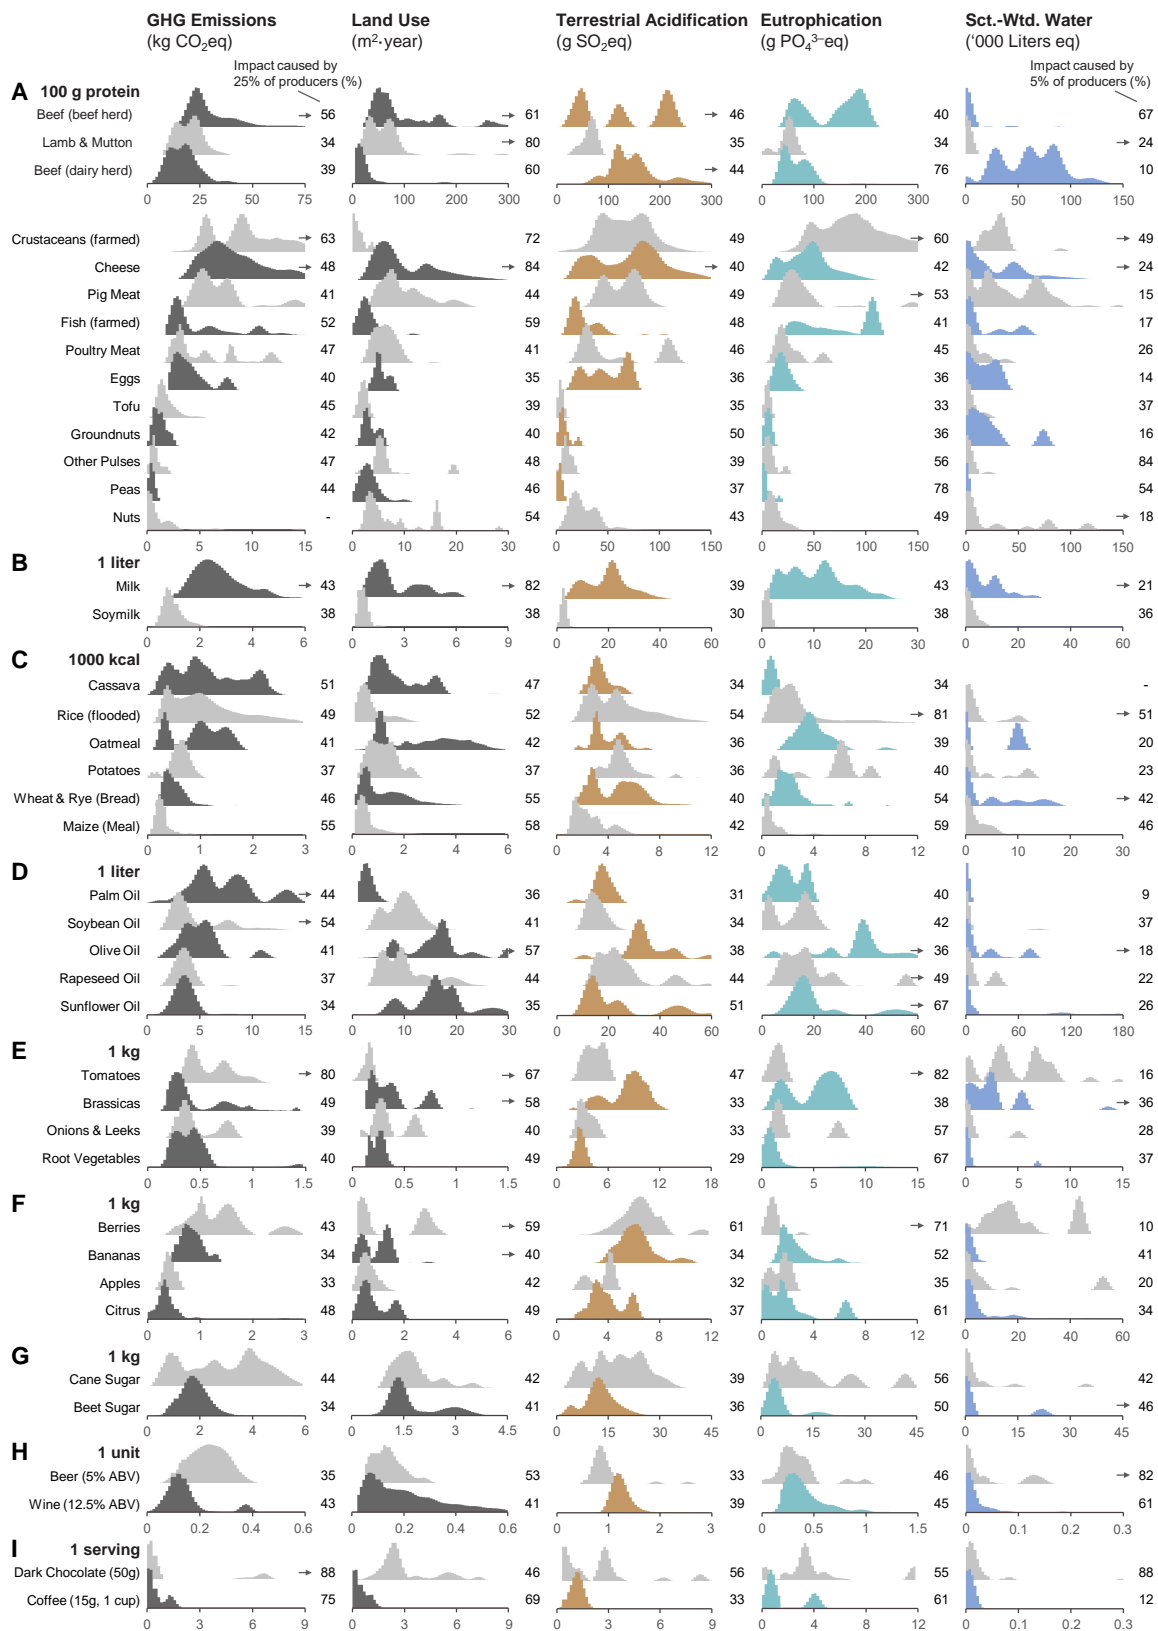 GHG Emissions Land Use Terrestrial Acidification Eutrophication Sct.-Wtd. Water
(kg CO₂eq) (m²·year) (g SO₂eq) (g PO₄³⁻eq) (‘000 Liters eq)
Impact caused by 25% of producers (%) Impact caused by 5% of producers (%)
A 100 g protein
Beef (beef herd) 56 61 46 40 67
Lamb & Mutton 34 80 35 34 24
Beef (dairy herd) 39 60 44 76 10
0 25 50 75 0 100 200 300 0 100 200 300 0 100 200 300 0 50 100 150
Crustaceans (farmed) 63 72 49 60 49
Cheese 48 84 40 42 24
Pig Meat 41 44 49 53 15
Fish (farmed) 52 59 48 41 17
Poultry Meat 47 41 46 45 26
Eggs 40 35 36 36 14
Tofu 45 39 35 33 37
Groundnuts 42 40 50 36 16
Other Pulses 47 48 39 56 84
Peas 44 46 37 78 54
Nuts - 54 43 49 18
0 5 10 15 0 10 20 30 0 50 100 150 0 50 100 150 0 50 100 150
B 1 liter
Milk 43 82 39 43 21
Soymilk 38 38 30 38 36
0 2 4 6 0 3 6 9 0 20 40 60 0 10 20 30 0 20 40 60
C 1000 kcal
Cassava 51 47 34 34 -
Rice (flooded) 49 52 54 81 51
Oatmeal 41 42 36 39 20
Potatoes 37 37 36 40 23
Wheat & Rye (Bread) 46 55 40 54 42
Maize (Meal) 55 58 42 59 46
0 1 2 3 0 2 4 6 0 4 8 12 0 4 8 12 0 10 20 30
D 1 liter
Palm Oil 44 36 31 40 9
Soybean Oil 54 41 34 42 37
Olive Oil 41 57 38 36 18
Rapeseed Oil 37 44 44 49 22
Sunflower Oil 34 35 51 67 26
0 5 10 15 0 10 20 30 0 20 40 60 0 20 40 60 0 60 120 180
E 1 kg
Tomatoes 80 67 47 82 16
Brassicas 49 58 33 38 36
Onions & Leeks 39 40 33 57 28
Root Vegetables 40 49 29 67 37
0 0.5 1 1.5 0 0.5 1 1.5 0 6 12 18 0 4 8 12 0 5 10 15
F 1 kg
Berries 43 59 61 71 10
Bananas 34 40 34 52 41
Apples 33 42 32 35 20
Citrus 48 49 37 61 34
0 1 2 3 0 2 4 6 0 4 8 12 0 4 8 12 0 20 40 60
G 1 kg
Cane Sugar 44 42 39 56 42
Beet Sugar 34 41 36 50 46
0 2 4 6 0 1.5 3 4.5 0 15 30 45 0 15 30 45 0 15 30 45
H 1 unit
Beer (5% ABV) 35 53 33 46 82
Wine (12.5% ABV) 43 41 39 45 61
0 0.2 0.4 0.6 0 0.2 0.4 0.6 0 1 2 3 0 0.5 1 1.5 0 0.1 0.2 0.3
I 1 serving
Dark Chocolate (50g) 88 46 56 55 88
Coffee (15g, 1 cup) 75 69 33 61 12
0 3 6 9 0 3 6 9 0 3 6 9 0 3 6 9 0 0.1 0.2 0.3